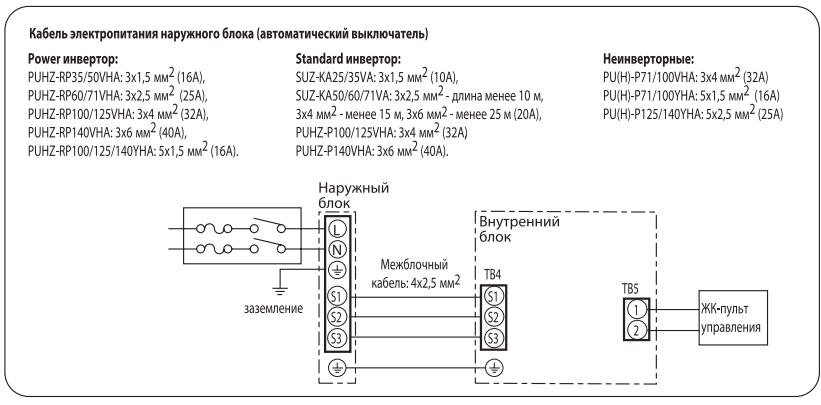 Кабель электропитания наружного блока (автоматический выключатель)
Power инвертор:
PUHZ-RP35/50VHA: 3x1,5 мм2 (16A),
PUHZ-RP60/71VHA: 3x2,5 мм2 (25A),
PUHZ-RP100/125VHA: 3x4 мм2 (32A),
PUHZ-RP140VHA: 3x6 мм2 (40A),
PUHZ-RP100/125/140YHA: 5x1,5 мм2 (16A).
Standard инвертор:
SUZ-KA25/35VA: 3x1,5 мм2 (10A),
SUZ-KA50/60/71VA: 3x2,5 мм2 - длина менее 10 м,
3x4 мм2 - менее 15 м, 3x6 мм2 - менее 25 м (20A),
PUHZ-P100/125VHA: 3x4 мм2 (32A)
PUHZ-P140VHA: 3x6 мм2 (40A).
Неинверторные:
PU(H)-P71/100VHA: 3x4 мм2 (32A)
PU(H)-P71/100YHA: 5x1,5 мм2 (16A)
PU(H)-P125/140YHA: 5x2,5 мм2 (25A)
Наружный
блок
L
N
заземление
S1
S2
S3
Межблочный
кабель: 4x2,5 мм2
Внутренний
блок
TB4
S1
S2
S3
TB5
1
2
ЖК-пульт
управления